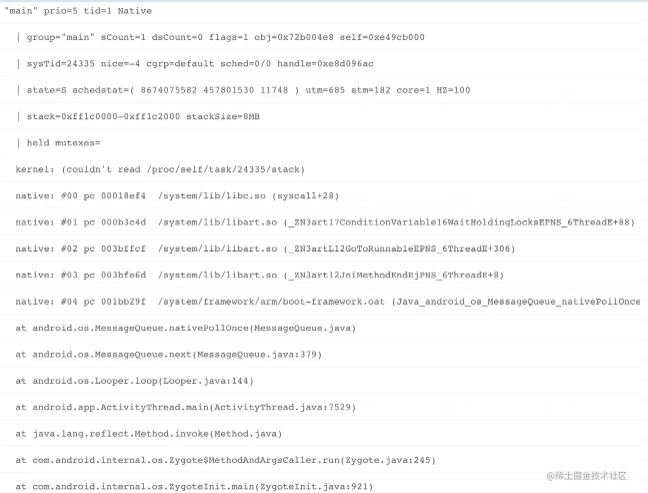 "main" prio=5 tid=1 Native
| group="main" sCount=1 dsCount=0 flags=1 obj=0x72b004e8 self=0xe49cb000
| sysTid=24335 nice=-4 cgrp=default sched=0/0 handle=0xe8d096ac
| state=S schedstat=( 8674075582 457801530 11748 ) utm=685 stm=182 core=1 HZ=100
| stack=0xff1c0000-0xff1c2000 stackSize=8MB
| held mutexes=
kernel: (couldn't read /proc/self/task/24335/stack)
native: #00 pc 00018ef4  /system/lib/libc.so (syscall+28)
native: #01 pc 000b3c4d  /system/lib/libart.so (_ZN3art17ConditionVariable16WaitHoldingLocksEPNS_6ThreadE+88)
native: #02 pc 003bffcf  /system/lib/libart.so (_ZN3artL12GoToRunnableEPNS_6ThreadE+306)
native: #03 pc 003bfe6d  /system/lib/libart.so (_ZN3art12JniMethodEndEjPNS_6ThreadE+8)
native: #04 pc 001bb29f  /system/framework/arm/boot-framework.oat (Java_android_os_MessageQueue_nativePollOnce
at android.os.MessageQueue.nativePollOnce(MessageQueue.java)
at android.os.MessageQueue.next(MessageQueue.java:379)
at android.os.Looper.loop(Looper.java:144)
at android.app.ActivityThread.main(ActivityThread.java:7529)
at java.lang.reflect.Method.invoke(Method.java)
at com.android.internal.os.Zygote$MethodAndArgsCaller.run(Zygote.java:245)
at com.android.internal.os.ZygoteInit.main(ZygoteInit.java:921)
@稀土掘金技术社区